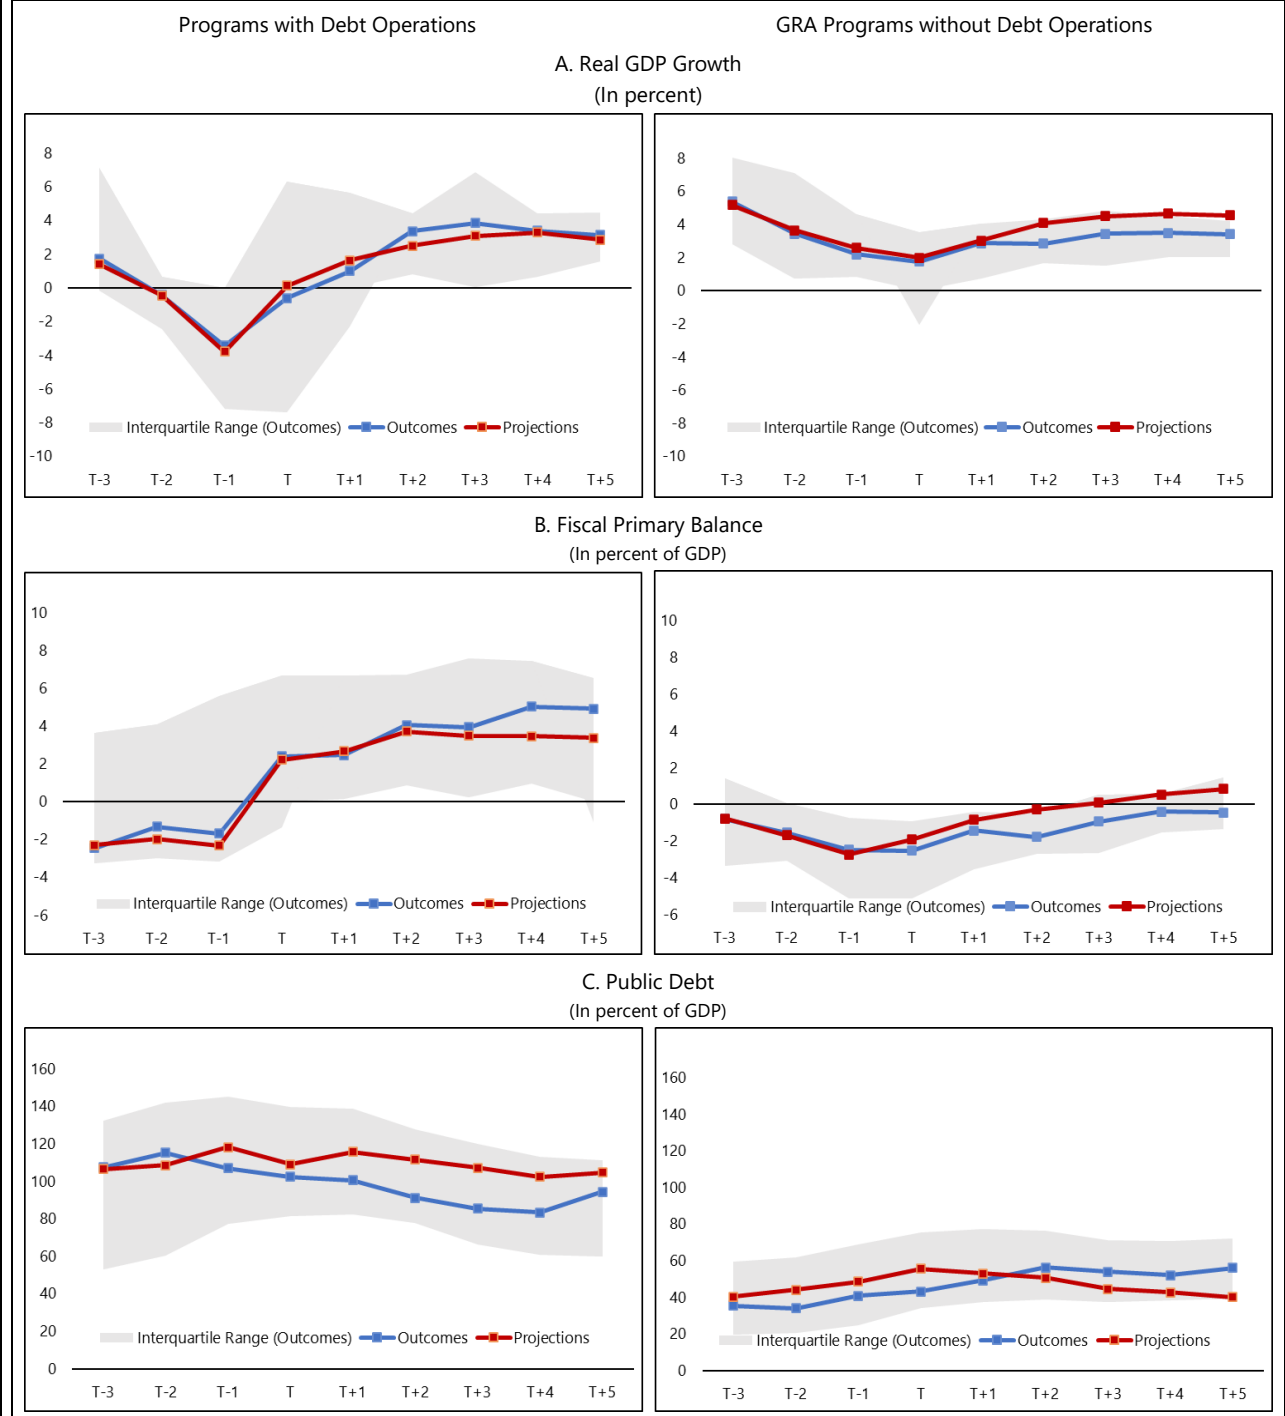 Programs with Debt Operations
GRA Programs without Debt Operations
A. Real GDP Growth
(In percent)
8
6
4
2
0
-2
-4
-6
-8
-10
Interquartile Range (Outcomes) Outcomes Projections
T-3 T-2 T-1 T T+1 T+2 T+3 T+4 T+5
8
6
4
2
0
-2
-4
-6
-8
-10
Interquartile Range (Outcomes) Outcomes Projections
T-3 T-2 T-1 T T+1 T+2 T+3 T+4 T+5
B. Fiscal Primary Balance
(In percent of GDP)
10
8
6
4
2
0
-2
-4
-6
Interquartile Range (Outcomes) Outcomes Projections
T-3 T-2 T-1 T T+1 T+2 T+3 T+4 T+5
10
8
6
4
2
0
-2
-4
-6
Interquartile Range (Outcomes) Outcomes Projections
T-3 T-2 T-1 T T+1 T+2 T+3 T+4 T+5
C. Public Debt
(In percent of GDP)
160
140
120
100
80
60
40
20
0
Interquartile Range (Outcomes) Outcomes Projections
T-3 T-2 T-1 T T+1 T+2 T+3 T+4 T+5
160
140
120
100
80
60
40
20
0
Interquartile Range (Outcomes) Outcomes Projections
T-3 T-2 T-1 T T+1 T+2 T+3 T+4 T+5